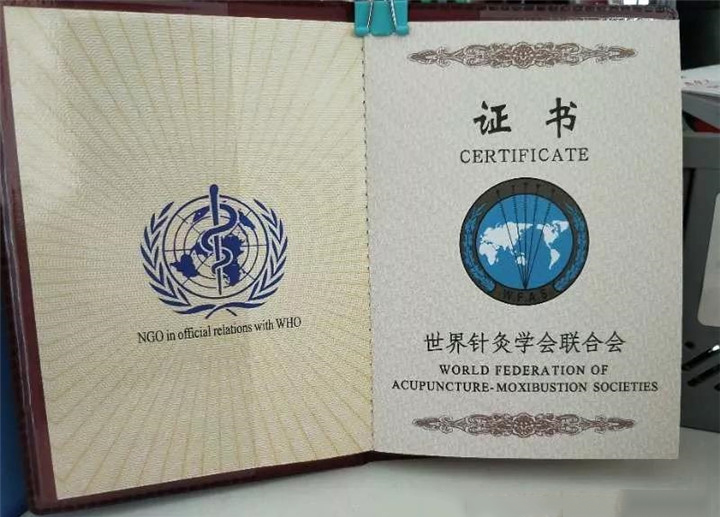 NGO in official relations with WHO
证书
CERTIFICATE
W.F.A.S
世界针灸学会联合会
WORLD FEDERATION OF
ACUPUNCTURE-MOXIBUSTION SOCIETIES